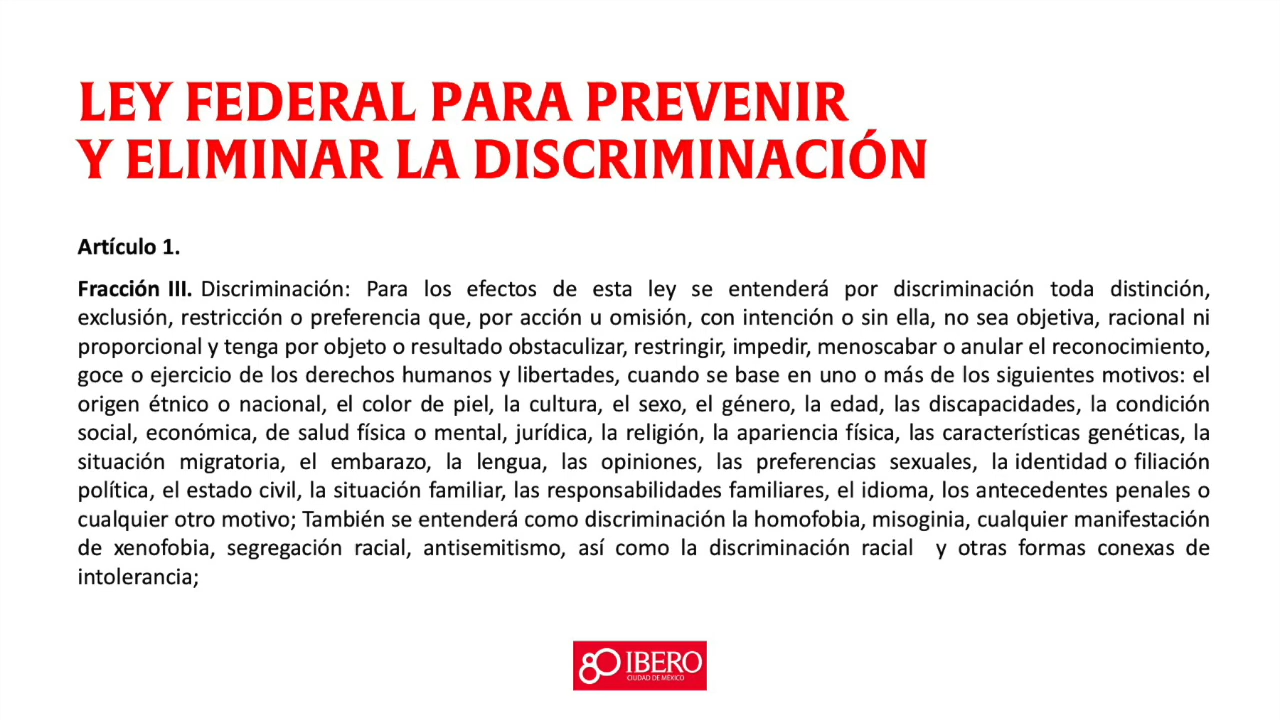 LEY FEDERAL PARA PREVENIR
Y ELIMINAR LA DISCRIMINACIÓN
Artículo 1.
Fracción III. Discriminación: Para los efectos de esta ley se entenderá por discriminación toda distinción,
exclusión, restricción o preferencia que, por acción u omisión, con intención o sin ella, no sea objetiva, racional ni
proporcional y tenga por objeto o resultado obstaculizar, restringir, impedir, menoscabar o anular el reconocimiento,
goce o ejercicio de los derechos humanos y libertades, cuando se base en uno o más de los siguientes motivos: el
origen étnico o nacional, el color de piel, la cultura, el sexo, el género, la edad, las discapacidades, la condición
social, económica, de salud física o mental, jurídica, la religión, la apariencia física, las características genéticas, la
situación migratoria, el embarazo, la lengua, las opiniones, las preferencias sexuales, la identidad o filiación
política, el estado civil, la situación familiar, las responsabilidades familiares, el idioma, los antecedentes penales o
cualquier otro motivo; También se entenderá como discriminación la homofobia, misoginia, cualquier manifestación
de xenofobia, segregación racial, antisemitismo, así como la discriminación racial y otras formas conexas de
intolerancia;
80 IBERO
CIUDAD DE MÉXICO